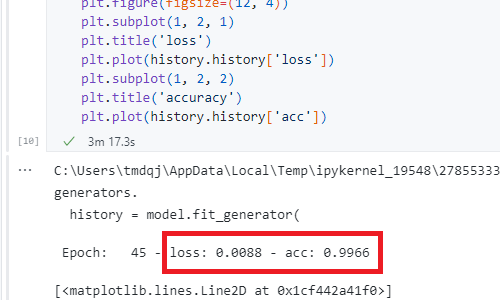 plt.figure(figsize=(12, 4))
plt.subplot(1, 2, 1)
plt.title('loss')
plt.plot(history.history['loss'])
plt.subplot(1, 2, 2)
plt.title('accuracy')
plt.plot(history.history['acc'])
[10] ✓ 3m 17.3s
... C:\Users\tmdqj\AppData\Local\Temp\ipykernel_19548\27855333
generators.
history = model.fit_generator(
Epoch: 45 - loss: 0.0088 - acc: 0.9966
[<matplotlib.lines.Line2D at 0x1cf442a41f0>]